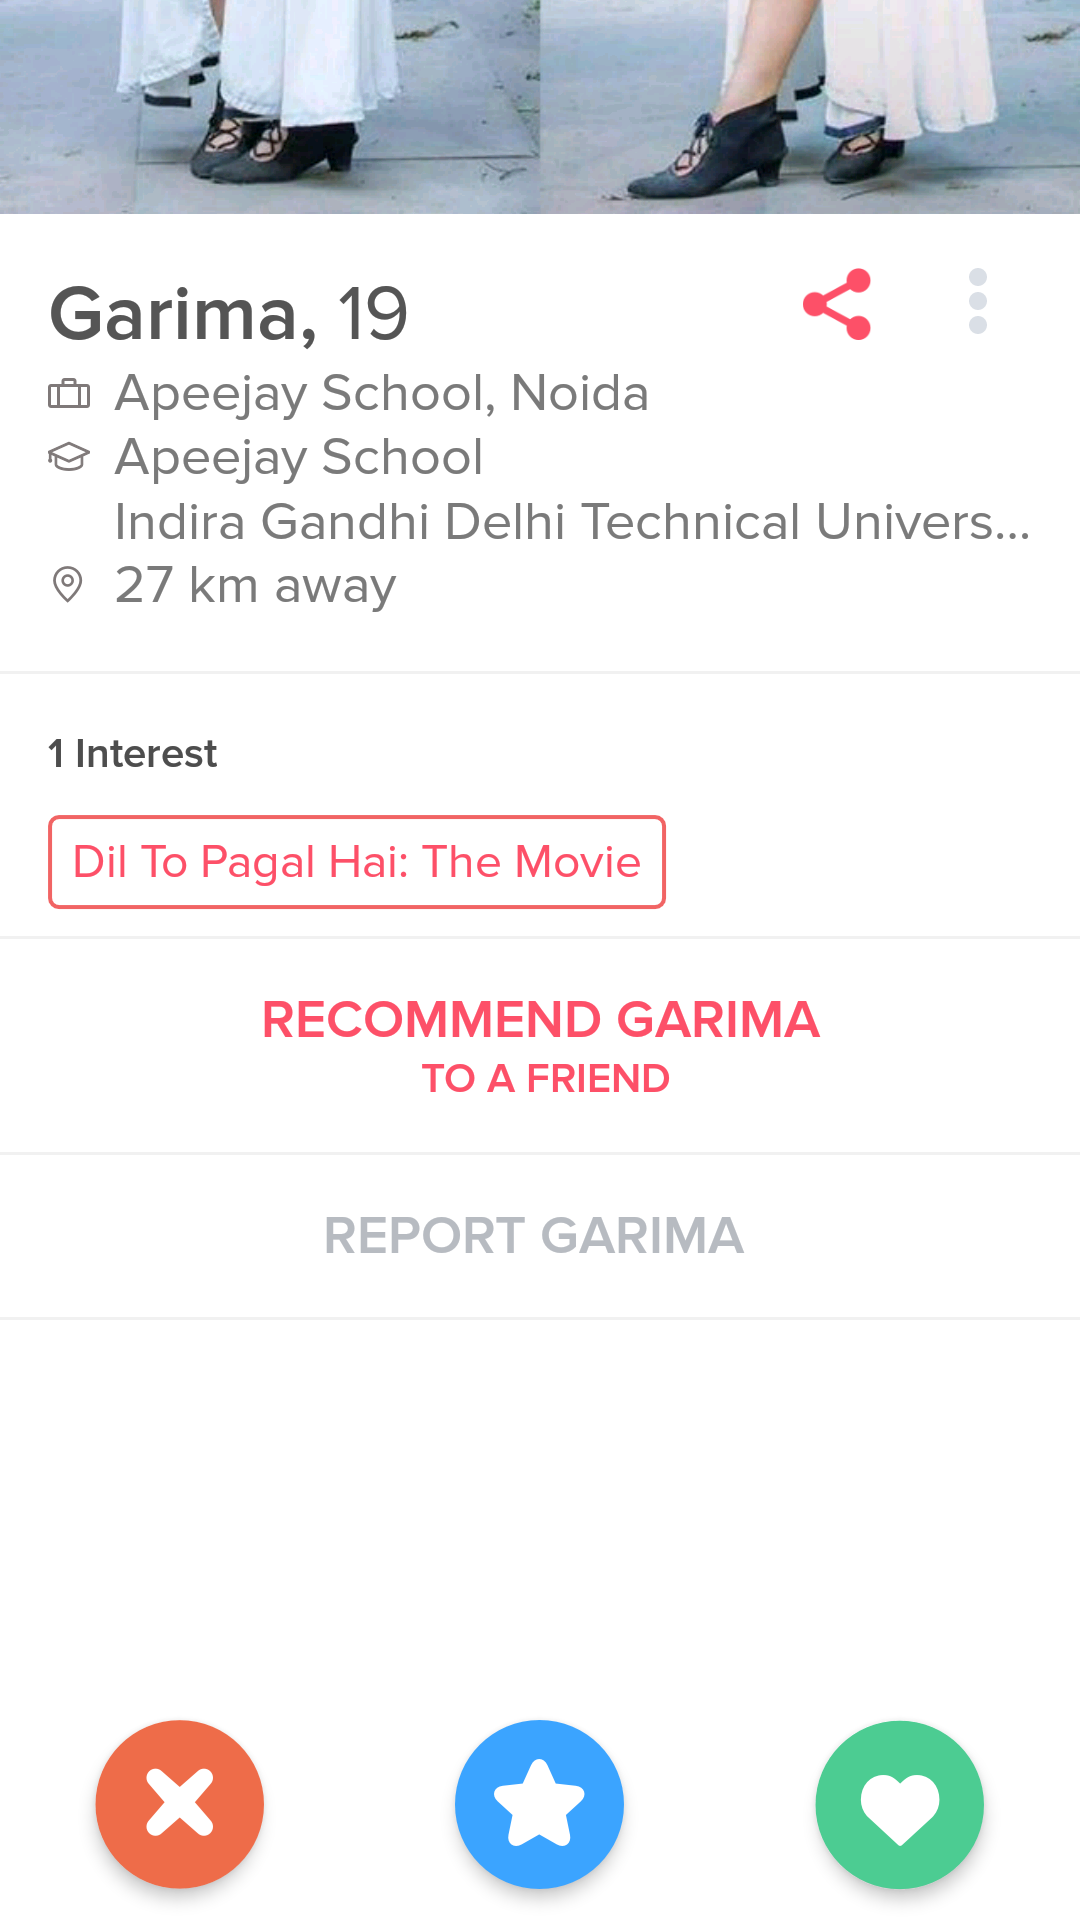 Garima, 19
Apeejay School, Noida
Apeejay School
Indira Gandhi Delhi Technical Univers...
27 km away
1 Interest
Dil To Pagal Hai: The Movie
RECOMMEND GARIMA
TO A FRIEND
REPORT GARIMA